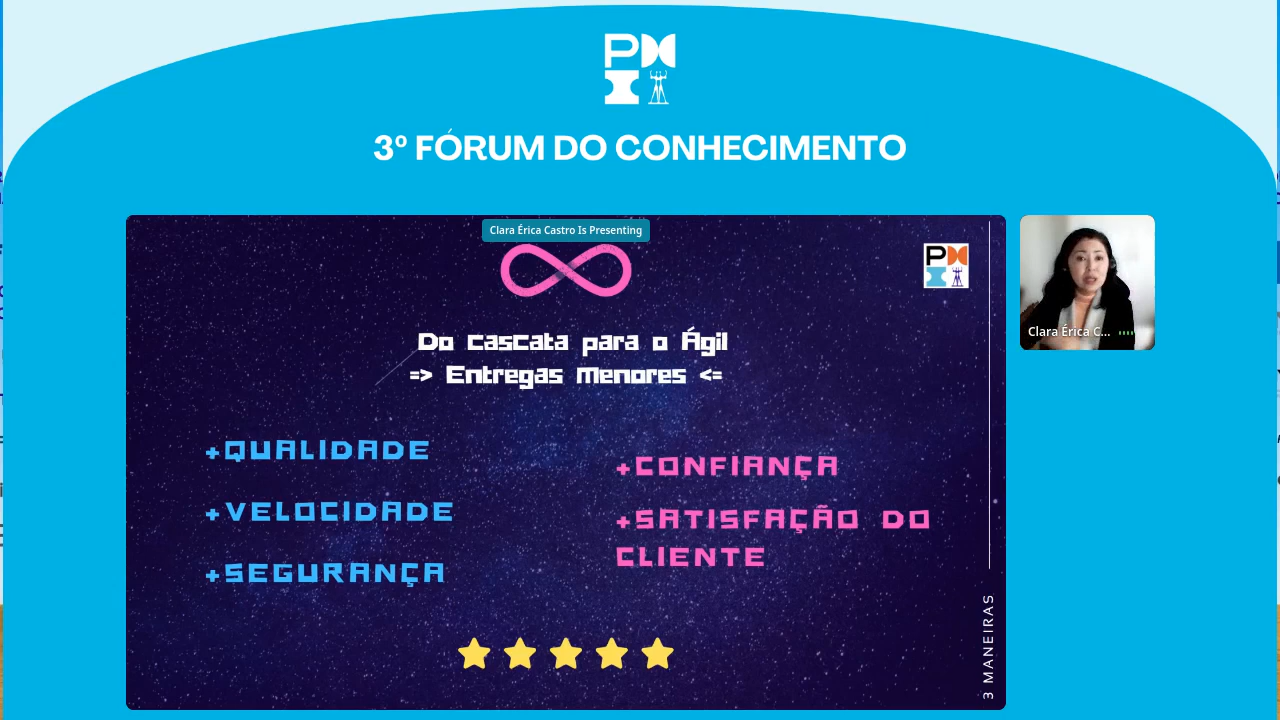 PMI
3º FÓRUM DO CONHECIMENTO
Clara Érica Castro Is Presenting
PMI
Do cascata para o Ágil
=> Entregas Menores <=
+QUALIDADE
+VELOCIDADE
+SEGURANÇA
+CONFIANÇA
+SATISFAÇÃO DO
CLIENTE
3 MANEIRAS
Clara Érica C...